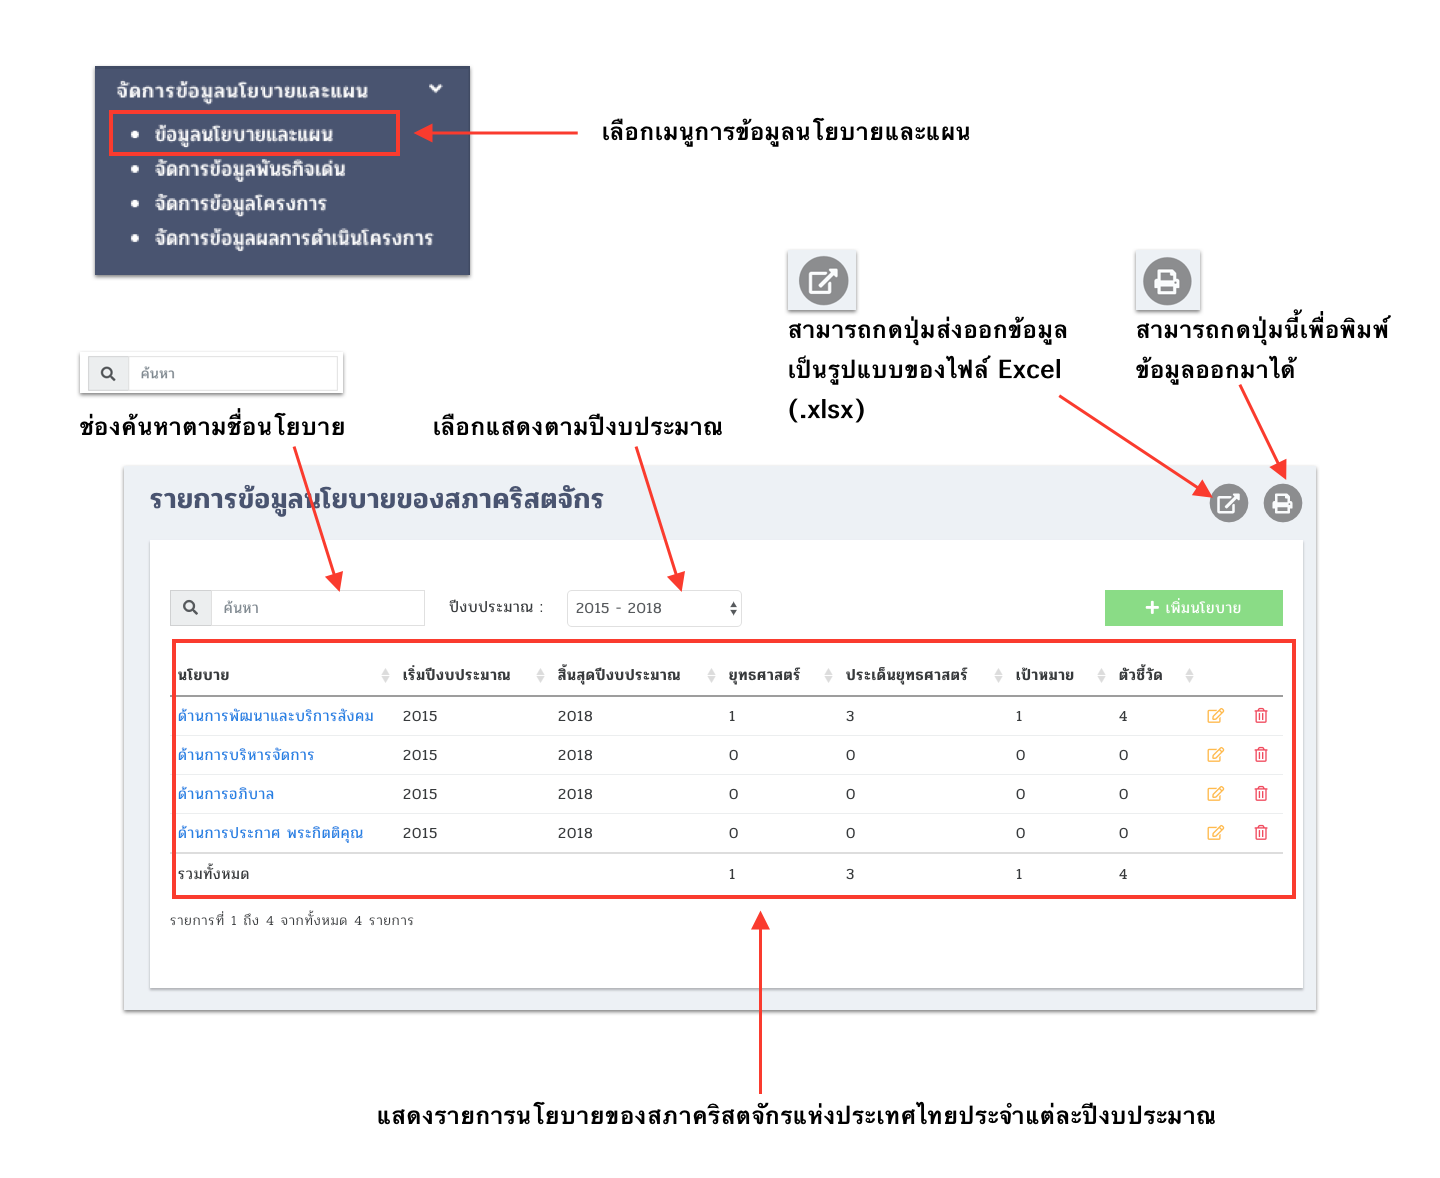 จัดการข้อมูลนโยบายและแผน
ข้อมูลนโยบายและแผน
จัดการข้อมูลพันธกิจเด่น
จัดการข้อมูลโครงการ
จัดการข้อมูลผลการดำเนินโครงการ
เลือกเมนูการข้อมูลนโยบายและแผน
สามารถกดปุ่มส่งออกข้อมูล
เป็นรูปแบบของไฟล์ Excel
(.xlsx)
สามารถกดปุ่มนี้เพื่อพิมพ์
ข้อมูลออกมาได้
ค้นหา
ช่องค้นหาตามชื่อนโยบาย
เลือกแสดงตามปีงบประมาณ
รายการข้อมูลนโยบายของสภาคริสตจักร
ค้นหา ปีงบประมาณ : 2015 - 2018 เพิ่มนโยบาย
นโยบาย เริ่มปีงบประมาณ สิ้นสุดปีงบประมาณ ยุทธศาสตร์ ประเด็นยุทธศาสตร์ เป้าหมาย ตัวชี้วัด
ด้านการพัฒนาและบริการสังคม 2015 2018 1 3 1 4
ด้านการบริหารจัดการ 2015 2018 0 0 0 0
ด้านการอภิบาล 2015 2018 0 0 0 0
ด้านการประกาศ พระกิตติคุณ 2015 2018 0 0 0 0
รวมทั้งหมด 1 3 1 4
รายการที่ 1 ถึง 4 จากทั้งหมด 4 รายการ
แสดงรายการนโยบายของสภาคริสตจักรแห่งประเทศไทยประจำแต่ละปีงบประมาณ